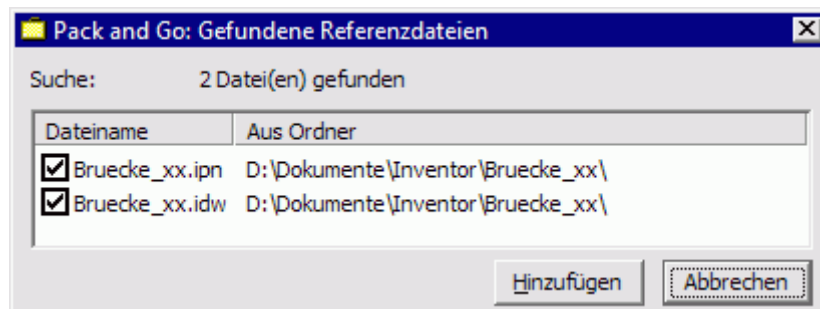 Pack and Go: Gefundene Referenzdateien
Suche: 2 Datei(en) gefunden
Dateiname Aus Ordner
Bruecke_xx.ipn D:\Dokumente\Inventor\Bruecke_xx\
Bruecke_xx.idw D:\Dokumente\Inventor\Bruecke_xx\
Hinzufügen Abbrechen